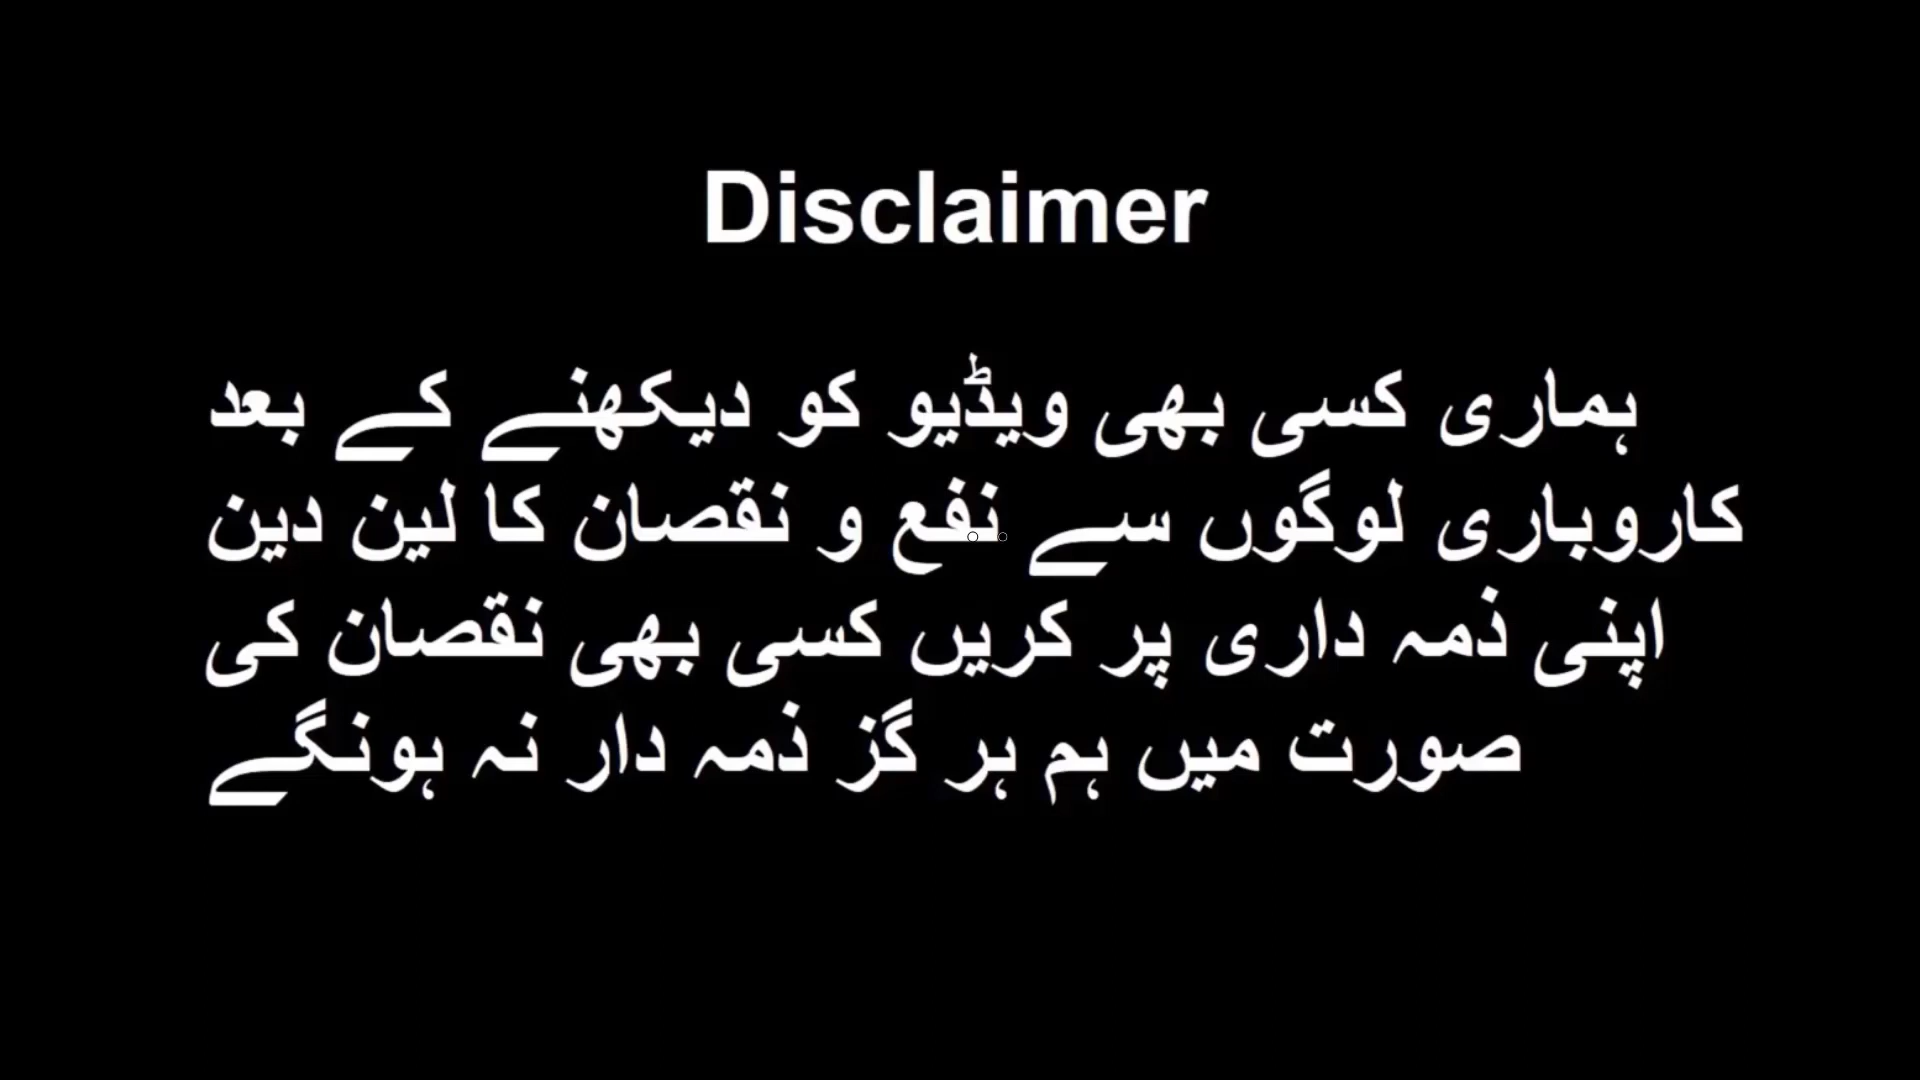 Disclaimer
ہماری کسی بھی ویڈیو کو دیکھنے کے بعد
کاروباری لوگوں سے نفع و نقصان کا لین دین
اپنی ذمہ داری پر کریں کسی بھی نقصان کی
صورت میں ہم ہر گز ذمہ دار نہ ہونگے